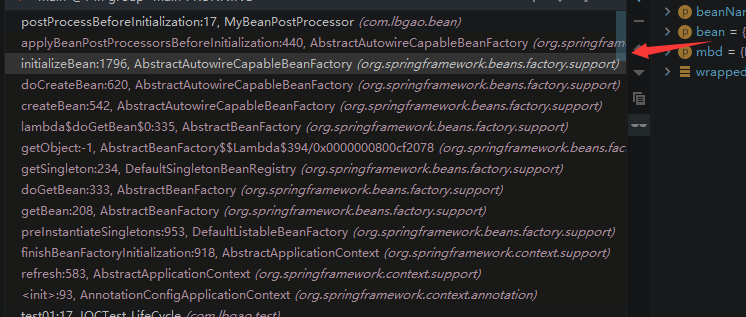 postProcessBeforeInitialization:17, MyBeanPostProcessor (com.lbgao.bean)
applyBeanPostProcessorsBeforeInitialization:440, AbstractAutowireCapableBeanFactory (org.springfram
initializeBean:1796, AbstractAutowireCapableBeanFactory (org.springframework.beans.factory.support)
doCreateBean:620, AbstractAutowireCapableBeanFactory (org.springframework.beans.factory.support)
createBean:542, AbstractAutowireCapableBeanFactory (org.springframework.beans.factory.support)
lambda$doGetBean$0:335, AbstractBeanFactory (org.springframework.beans.factory.support)
getObject:-1, AbstractBeanFactory$$Lambda$394/0x0000000800cf2078 (org.springframework.beans.fac
getSingleton:234, DefaultSingletonBeanRegistry (org.springframework.beans.factory.support)
doGetBean:333, AbstractBeanFactory (org.springframework.beans.factory.support)
getBean:208, AbstractBeanFactory (org.springframework.beans.factory.support)
preInstantiateSingletons:953, DefaultListableBeanFactory (org.springframework.beans.factory.support)
finishBeanFactoryInitialization:918, AbstractApplicationContext (org.springframework.context.support)
refresh:583, AbstractApplicationContext (org.springframework.context.support)
<init>:93, AnnotationConfigApplicationContext (org.springframework.context.annotation)
test01:17, IOCTest_LifeCycle (com.lbgao.test)
beanNam
bean = {
mbd = {
wrapped